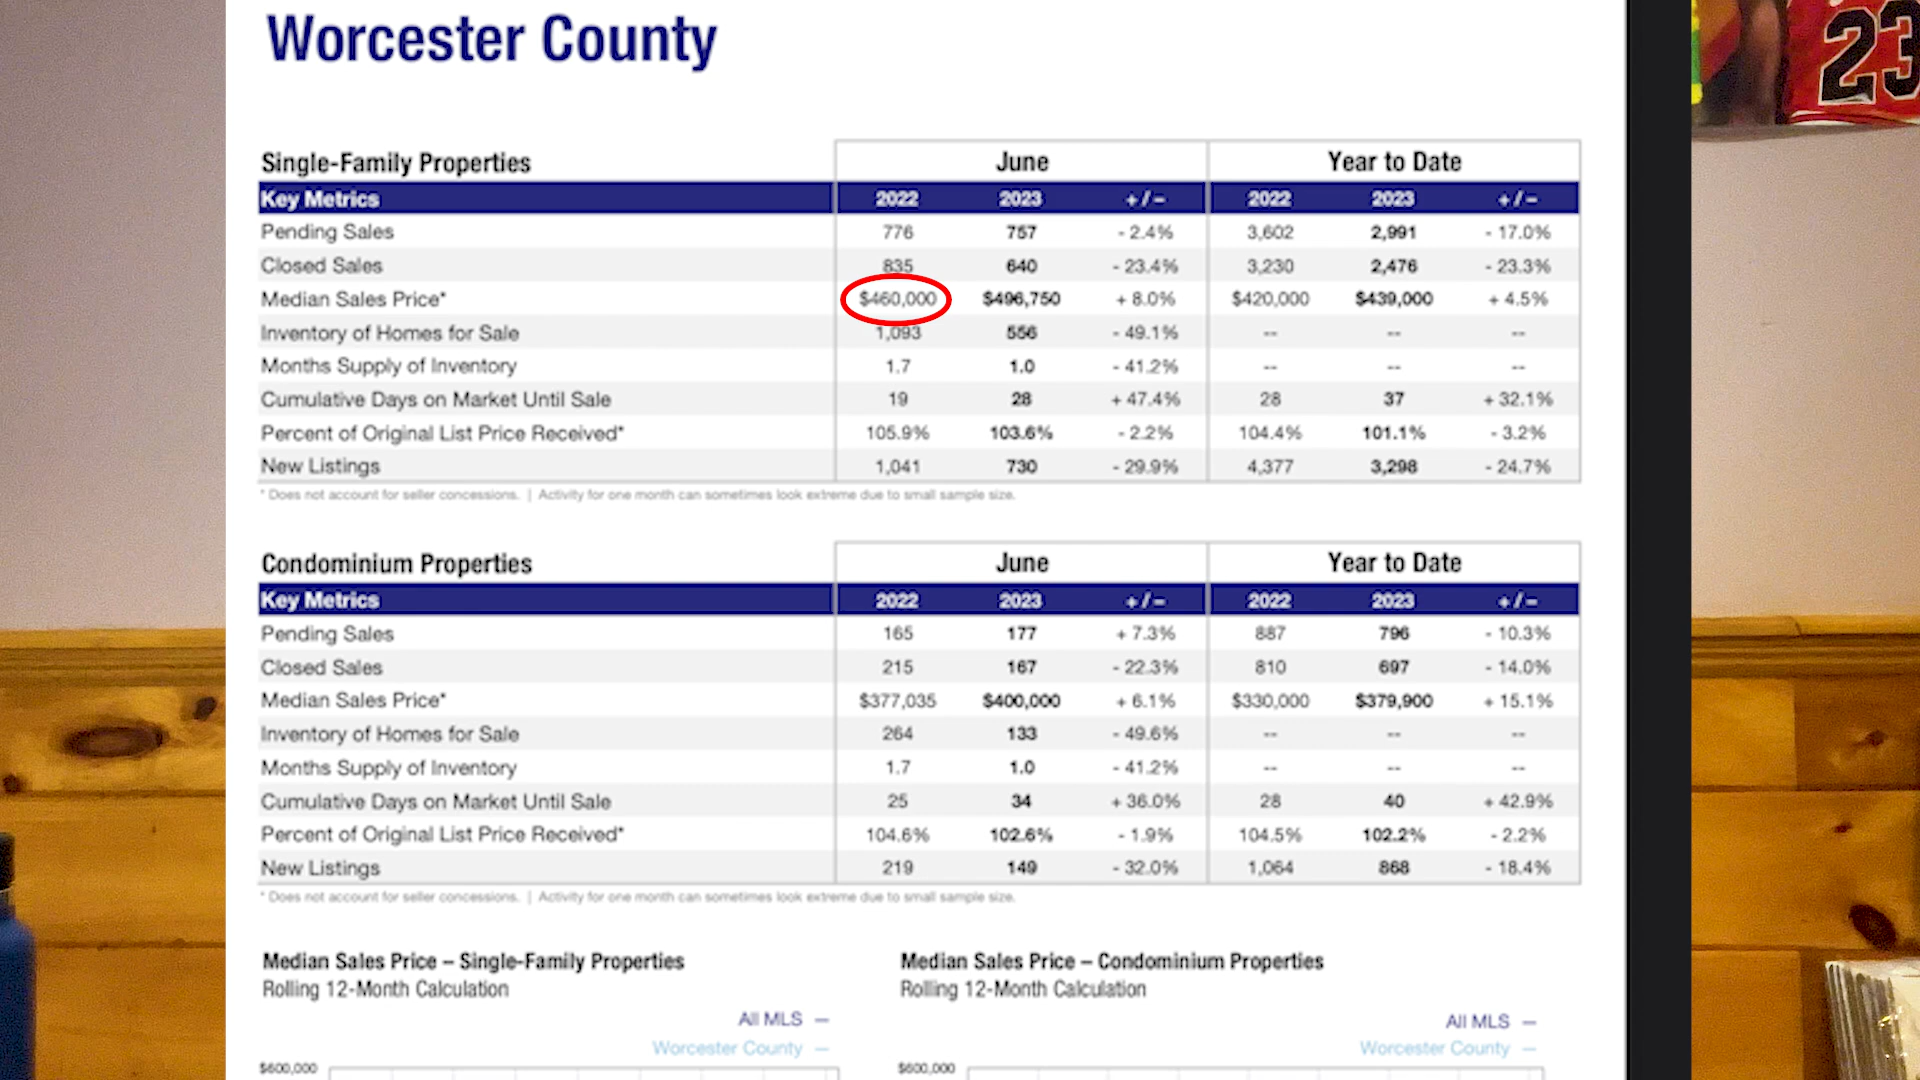 Worcester County
23
Single-Family Properties June Year to Date
Key Metrics 2022 2023 +/− 2022 2023 +/−
Pending Sales 776 757 - 2.4% 3,602 2,991 - 17.0%
Closed Sales 835 640 - 23.4% 3,230 2,476 - 23.3%
Median Sales Price* $460,000 $496,750 + 8.0% $420,000 $439,000 + 4.5%
Inventory of Homes for Sale 1,093 556 - 49.1% -- -- --
Months Supply of Inventory 1.7 1.0 - 41.2% -- -- --
Cumulative Days on Market Until Sale 19 28 + 47.4% 28 37 + 32.1%
Percent of Original List Price Received* 105.9% 103.6% - 2.2% 104.4% 101.1% - 3.2%
New Listings 1,041 730 - 29.9% 4,377 3,298 - 24.7%
* Does not account for seller concessions. | Activity for one month can sometimes look extreme due to small sample size.
Condominium Properties June Year to Date
Key Metrics 2022 2023 +/− 2022 2023 +/−
Pending Sales 165 177 + 7.3% 887 796 - 10.3%
Closed Sales 215 167 - 22.3% 810 697 - 14.0%
Median Sales Price* $377,035 $400,000 + 6.1% $330,000 $379,900 + 15.1%
Inventory of Homes for Sale 264 133 - 49.6% -- -- --
Months Supply of Inventory 1.7 1.0 - 41.2% -- -- --
Cumulative Days on Market Until Sale 25 34 + 36.0% 28 40 + 42.9%
Percent of Original List Price Received* 104.6% 102.6% - 1.9% 104.5% 102.2% - 2.2%
New Listings 219 149 - 32.0% 1,064 868 - 18.4%
* Does not account for seller concessions. | Activity for one month can sometimes look extreme due to small sample size.
Median Sales Price – Single-Family Properties
Rolling 12-Month Calculation
All MLS —
Worcester County —
$600,000
Median Sales Price – Condominium Properties
Rolling 12-Month Calculation
All MLS —
Worcester County —
$600,000